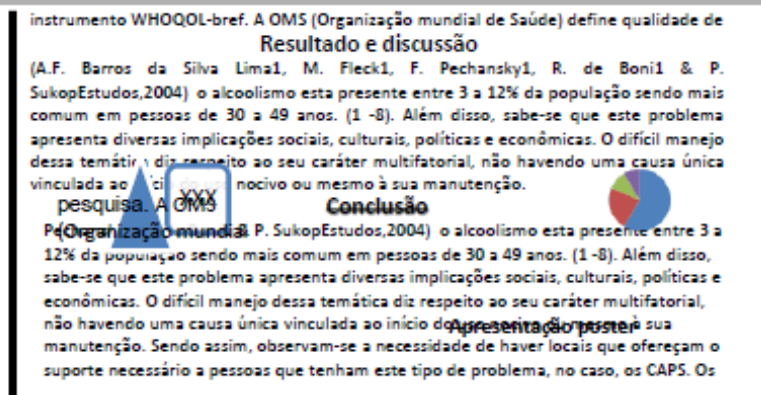 instrumento WHOQOL-bref. A OMS (Organização mundial de Saúde) define qualidade de
Resultado e discussão
(A.F. Barros da Silva Lima1, M. Fleck1, F. Pechansky1, R. de Boni1 & P.
SukopEstudos,2004) o alcoolismo esta presente entre 3 a 12% da população sendo mais
comum em pessoas de 30 a 49 anos. (1 -8). Além disso, sabe-se que este problema
apresenta diversas implicações sociais, culturais, políticas e econômicas. O difícil manejo
dessa diz respeito ao seu caráter multifatorial, não havendo uma causa única
vinculada ao nocivo ou mesmo à sua manutenção.
XXX
pesquisa. A OMS
(Organização mundial
Conclusão
& P. SukopEstudos,2004) o alcoolismo esta presente entre 3 a
12% da população sendo mais comum em pessoas de 30 a 49 anos. (1 -8). Além disso,
sabe-se que este problema apresenta diversas implicações sociais, culturais, políticas e
econômicas. O difícil manejo dessa temática diz respeito ao seu caráter multifatorial,
não havendo uma causa única vinculada ao início à sua
Apresentação poster
manutenção. Sendo assim, observam-se a necessidade de haver locais que ofereçam o
suporte necessário a pessoas que tenham este tipo de problema, no caso, os CAPS. Os